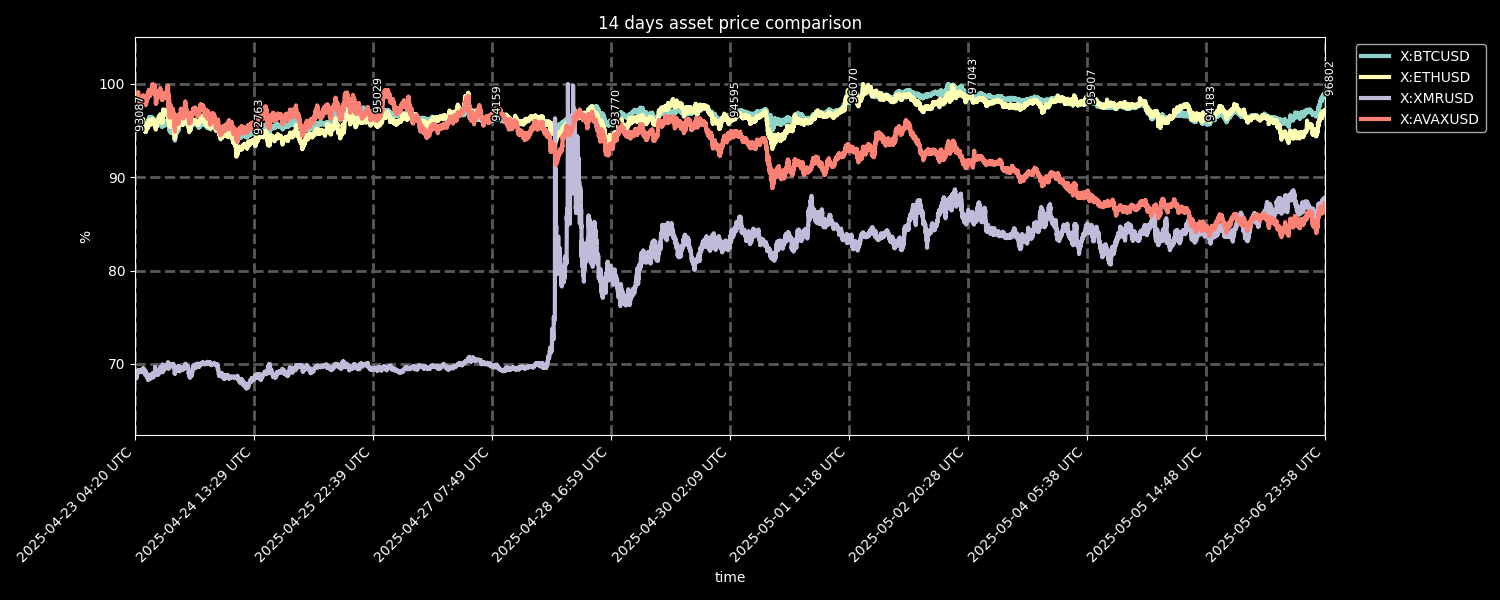 14 days asset price comparison
X:BTCUSD
X:ETHUSD
X:XMRUSD
X:AVAXUSD
100
90
80
70
%
92763
95029
94159
93770
94595
96070
97043
95907
94183
96802
2025-04-23 04:20 UTC
2025-04-24 13:29 UTC
2025-04-25 22:39 UTC
2025-04-27 07:49 UTC
2025-04-28 16:59 UTC
2025-04-30 02:09 UTC
2025-05-01 11:18 UTC
2025-05-02 20:28 UTC
2025-05-04 05:38 UTC
2025-05-05 14:48 UTC
2025-05-06 23:58 UTC
time